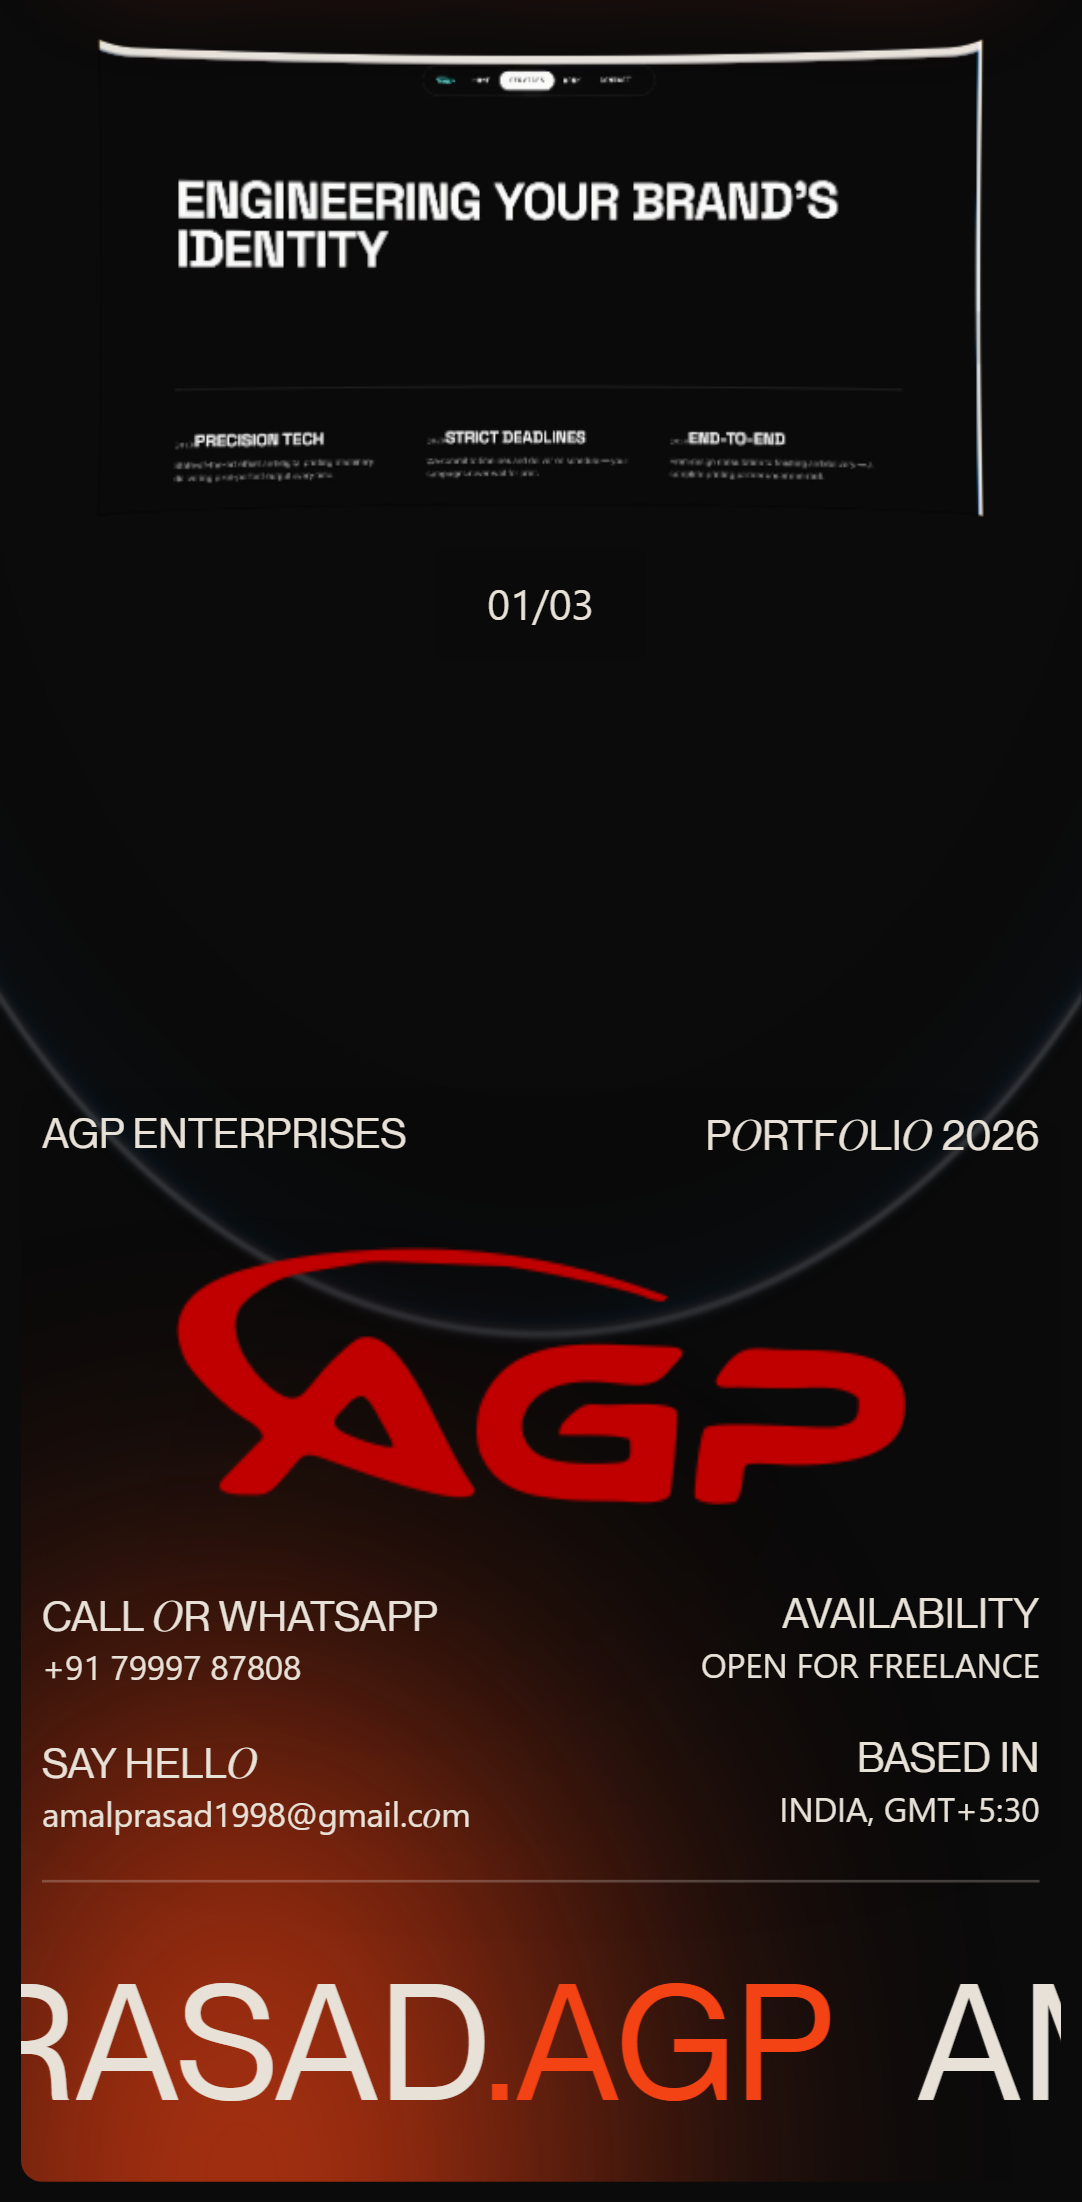 ENGINEERING YOUR BRAND'S
IDENTITY
PRECISION TECH
STRICT DEADLINES
END-TO-END
01/03
AGP ENTERPRISES
PORTFOLIO 2026
AGP
CALL OR WHATSAPP
+91 79997 87808
AVAILABILITY
OPEN FOR FREELANCE
SAY HELLO
amalprasad1998@gmail.com
BASED IN
INDIA, GMT+5:30
RASAD.AGP AM